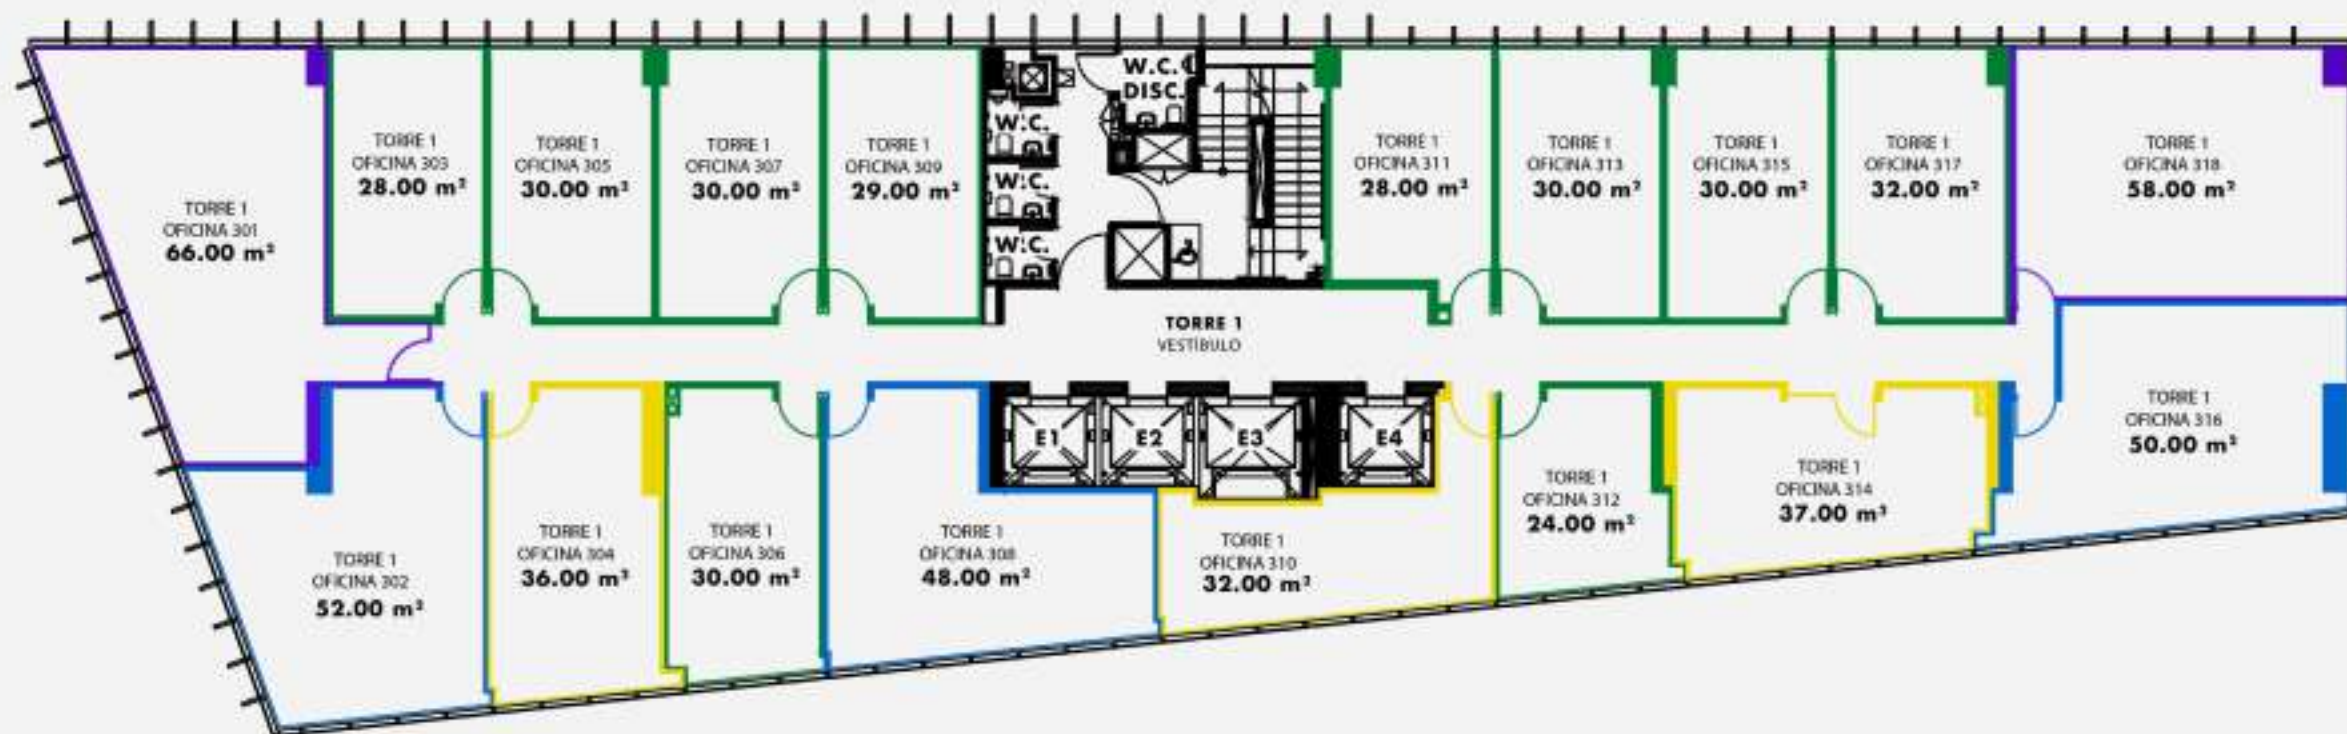 TORRE 1
OFICINA 301
66.00 m²
TORRE 1
OFICINA 303
28.00 m²
TORRE 1
OFICINA 305
30.00 m²
TORRE 1
OFICINA 307
30.00 m²
TORRE 1
OFICINA 309
29.00 m²
W.C.
DISC.
W.C.
W.C.
W.C.
TORRE 1
OFICINA 311
28.00 m²
TORRE 1
OFICINA 313
30.00 m²
TORRE 1
OFICINA 315
30.00 m²
TORRE 1
OFICINA 317
32.00 m²
TORRE 1
OFICINA 318
58.00 m²
TORRE 1
VESTÍBULO
E1
E2
E3
E4
TORRE 1
OFICINA 302
52.00 m²
TORRE 1
OFICINA 304
36.00 m²
TORRE 1
OFICINA 306
30.00 m²
TORRE 1
OFICINA 308
48.00 m²
TORRE 1
OFICINA 310
32.00 m²
TORRE 1
OFICINA 312
24.00 m²
TORRE 1
OFICINA 314
37.00 m²
TORRE 1
OFICINA 316
50.00 m²